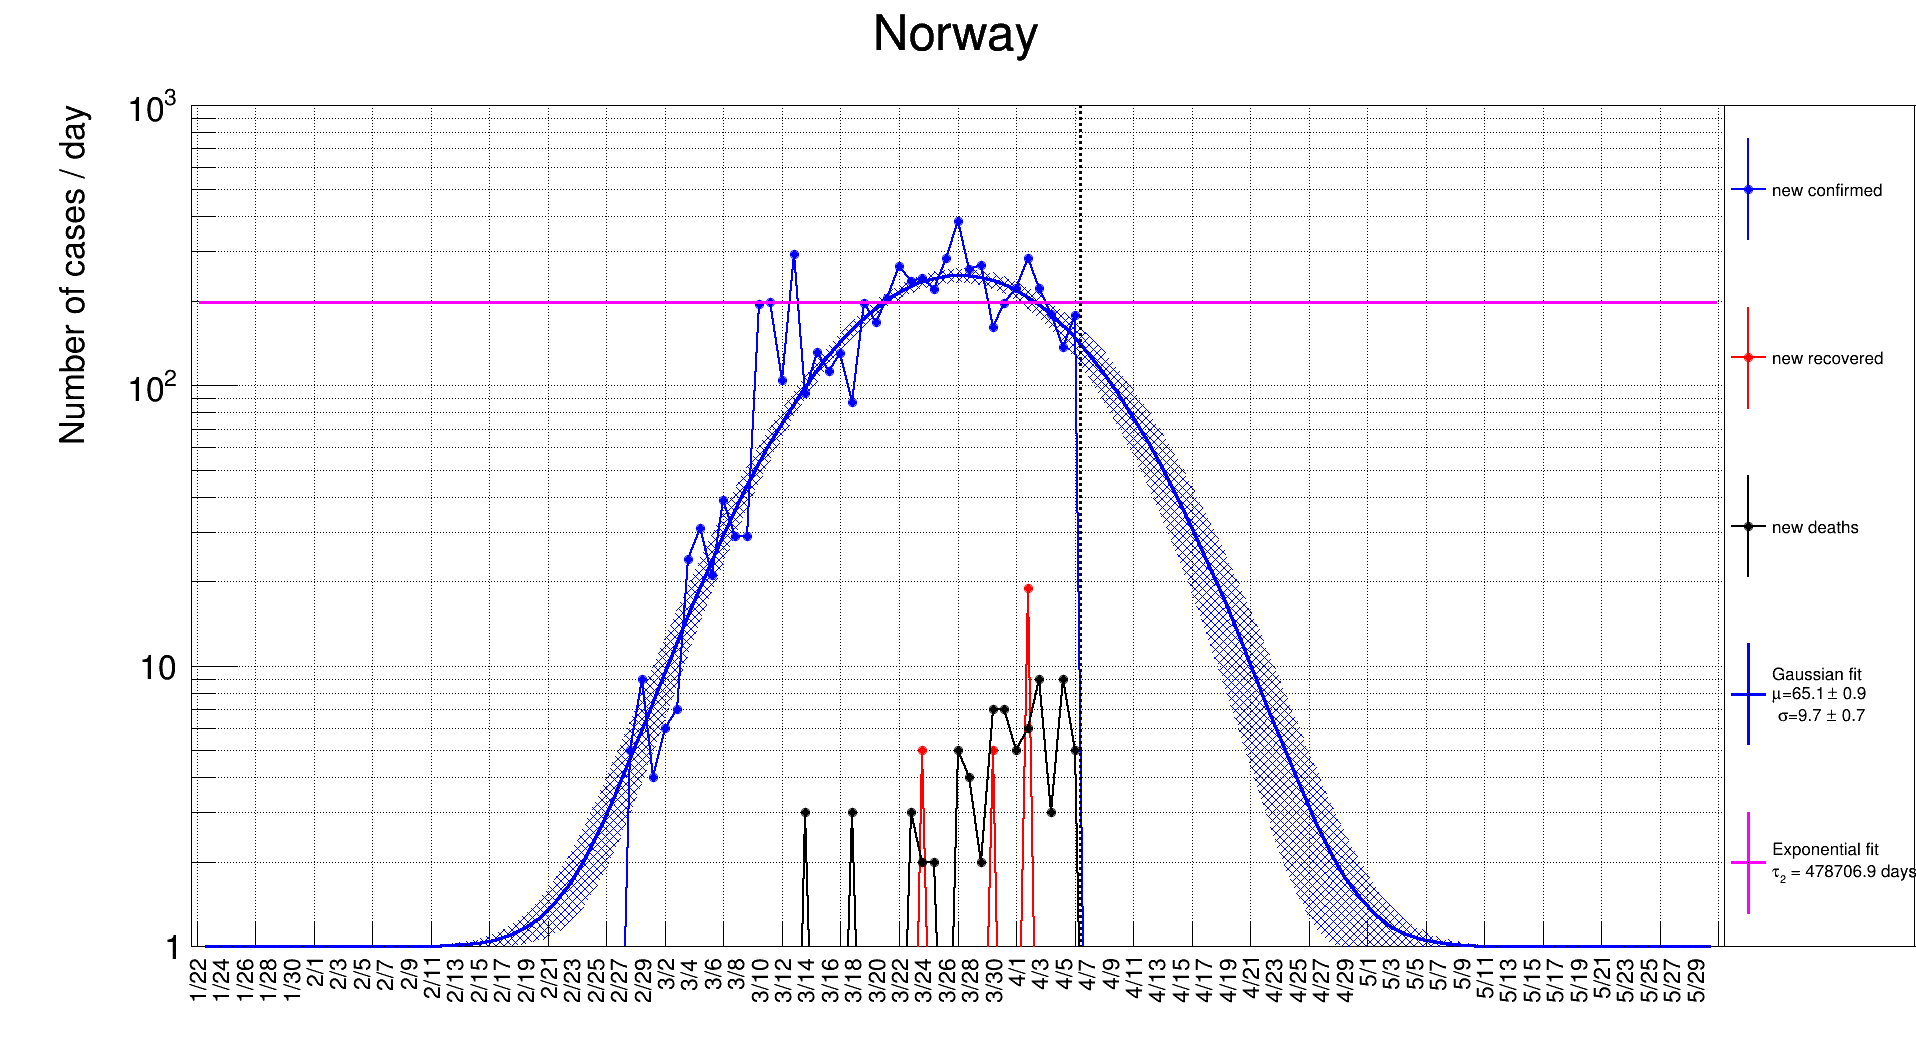 Norway
Number of cases / day
10³
10²
10
1
1/22 1/24 1/26 1/28 1/30 2/1 2/3 2/5 2/7 2/9 2/11 2/13 2/15 2/17 2/19 2/21 2/23 2/25 2/27 2/29 3/2 3/4 3/6 3/8 3/10 3/12 3/14 3/16 3/18 3/20 3/22 3/24 3/26 3/28 3/30 4/1 4/3 4/5 4/7 4/9 4/11 4/13 4/15 4/17 4/19 4/21 4/23 4/25 4/27 4/29 5/1 5/3 5/5 5/7 5/9 5/11 5/13 5/15 5/17 5/19 5/21 5/23 5/25 5/27 5/29
new confirmed
new recovered
new deaths
Gaussian fit
μ=65.1 ± 0.9
σ=9.7 ± 0.7
Exponential fit
τ₂ = 478706.9 days